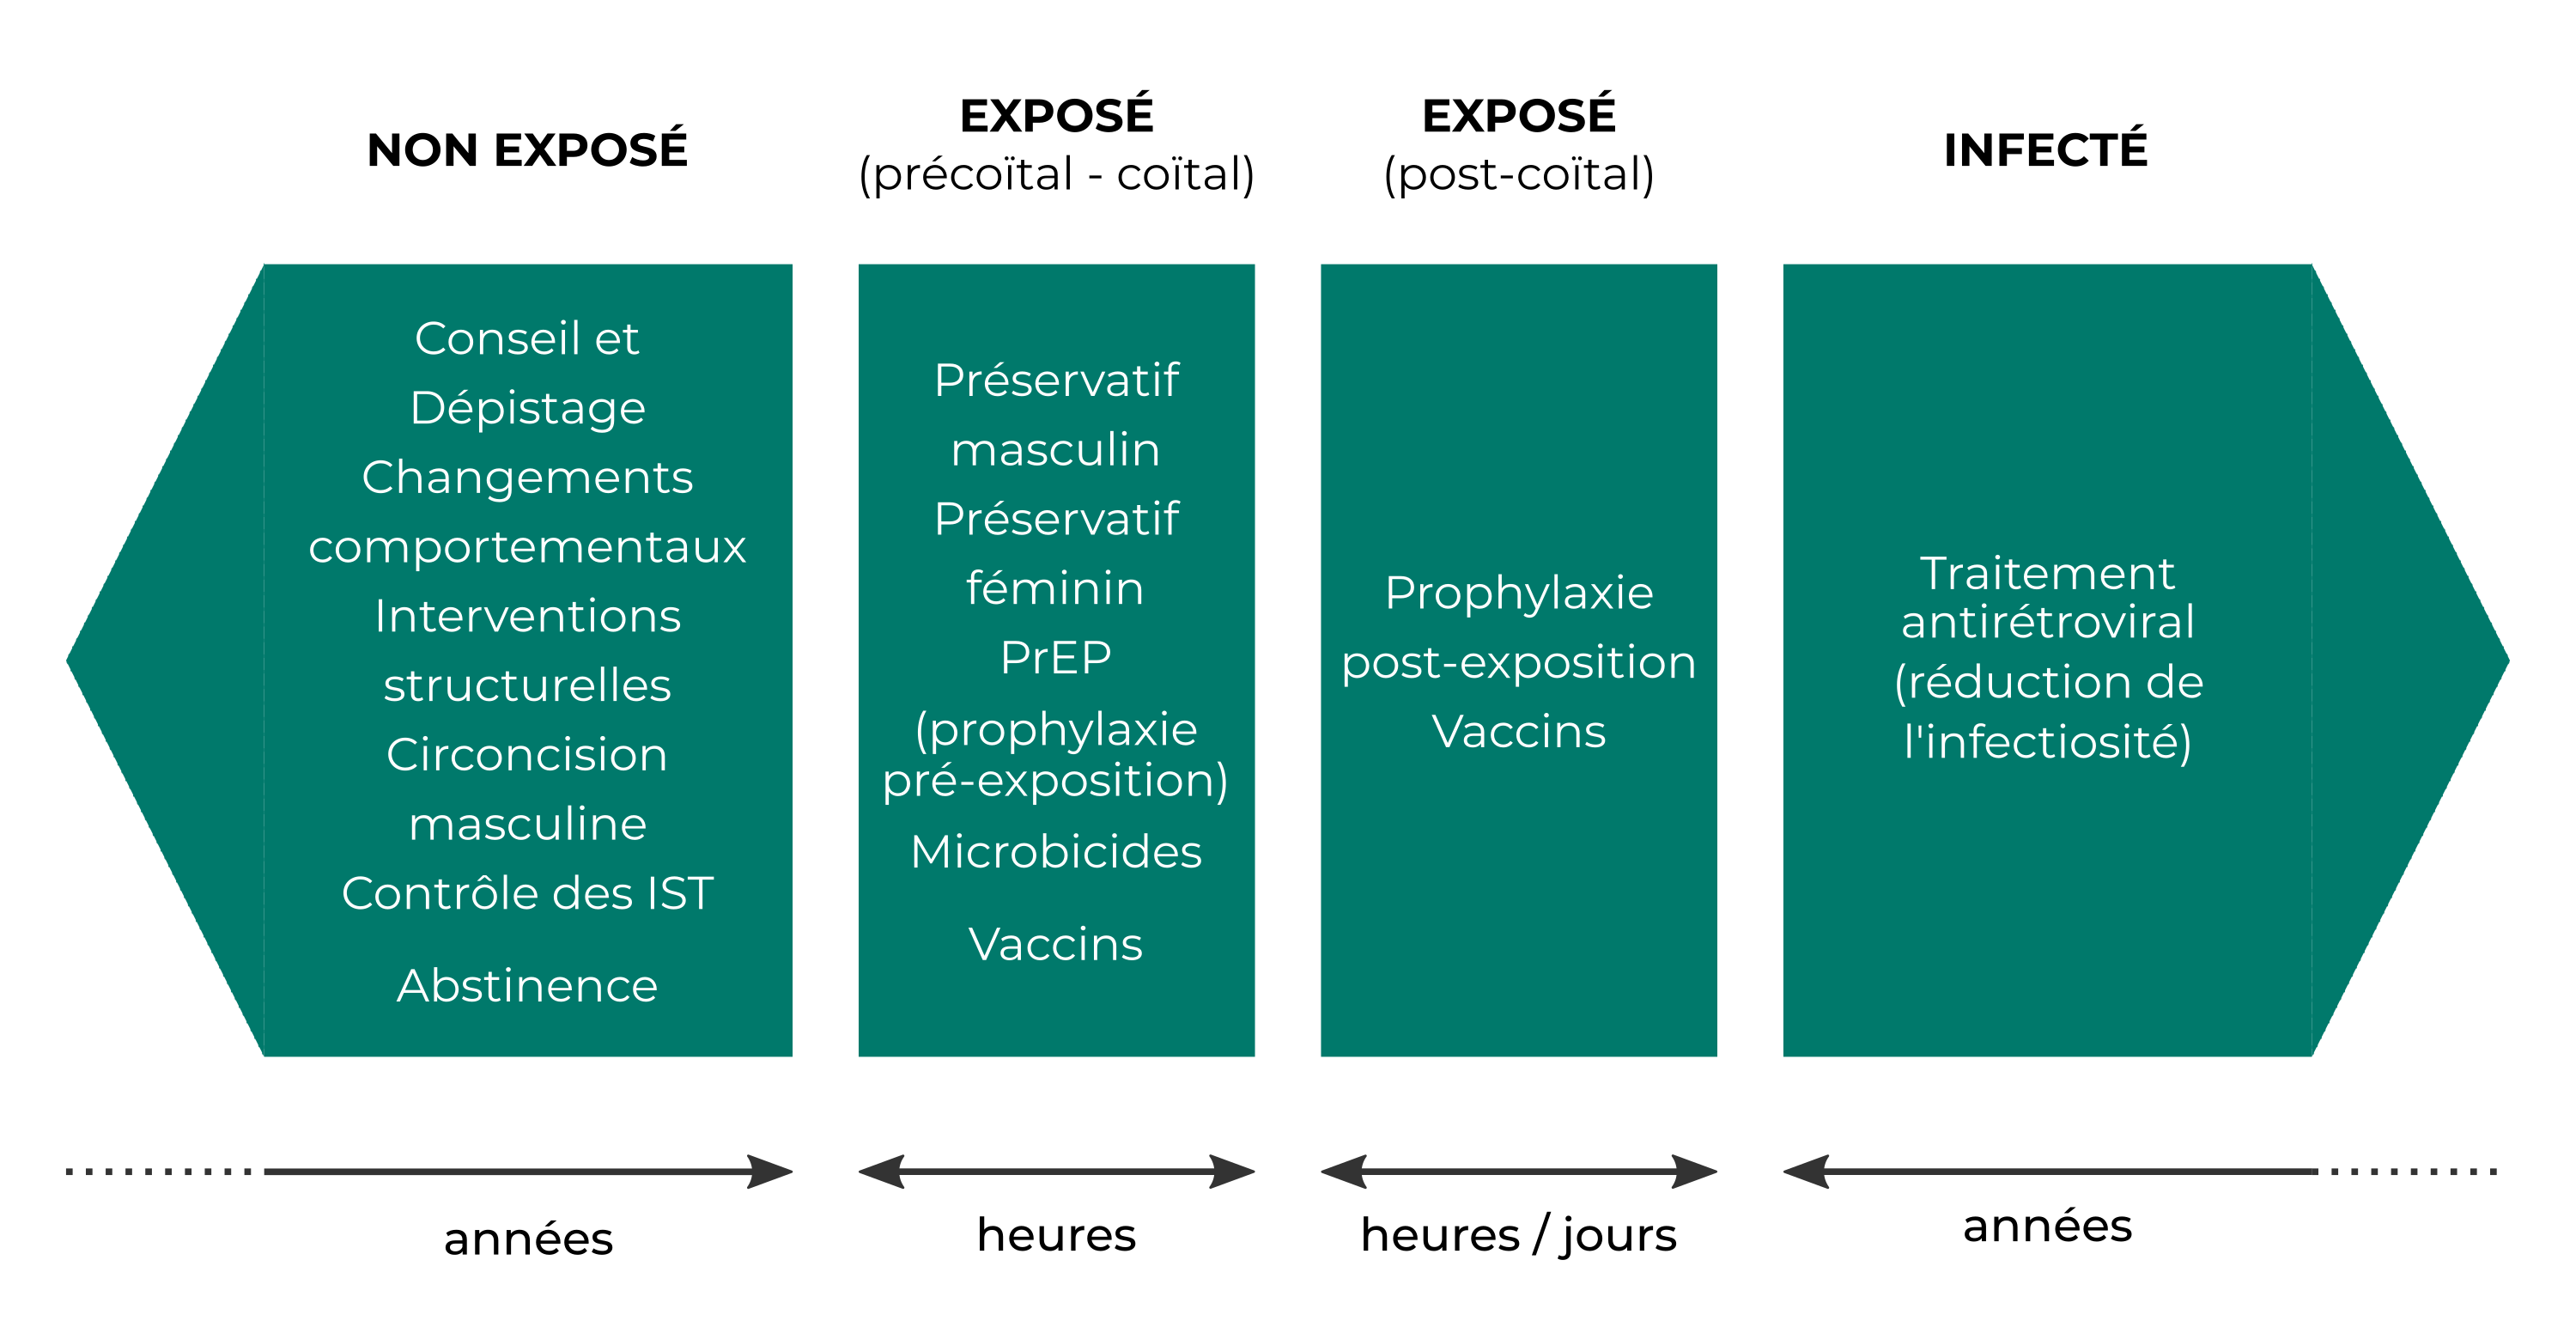 NON EXPOSÉ
Conseil et
Dépistage
Changements
comportementaux
Interventions
structurelles
Circoncision
masculine
Contrôle des IST
Abstinence
années
EXPOSÉ
(précoïtal - coïtal)
Préservatif
masculin
Préservatif
féminin
PrEP
(prophylaxie
pré-exposition)
Microbicides
Vaccins
heures
EXPOSÉ
(post-coïtal)
Prophylaxie
post-exposition
Vaccins
heures / jours
INFECTÉ
Traitement
antirétroviral
(réduction de
l'infectiosité)
années